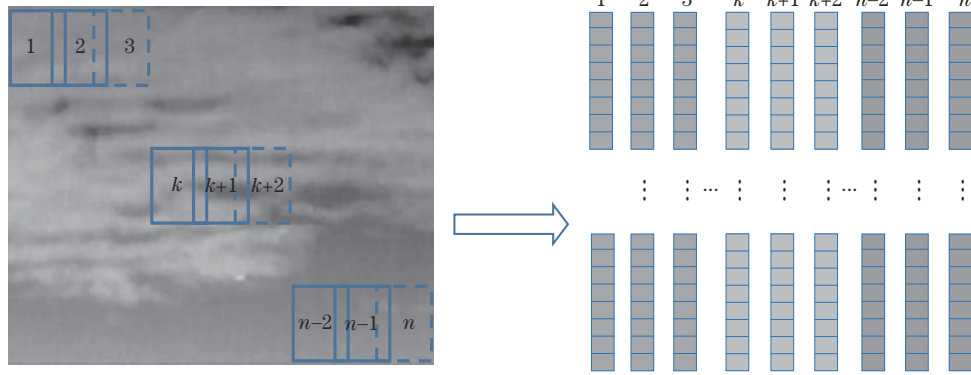 1 2 3 k k+1 k+2 n−2 n−1 n
1 2 3
k k+1 k+2
⋮ ⋮ ... ⋮ ⋮ ⋮ ... ⋮ ⋮ ⋮
n−2 n−1 n